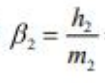 β₂ = h₂/m₂